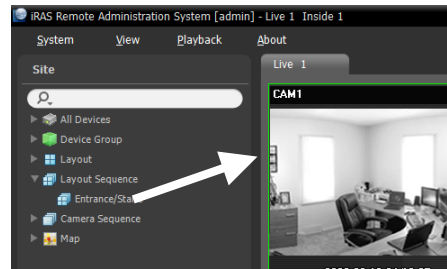 iRAS Remote Administration System [admin] - Live 1 Inside 1
System View Playback About
Site
Live 1
CAM1
All Devices
Device Group
Layout
Layout Sequence
Camera Sequence
Map